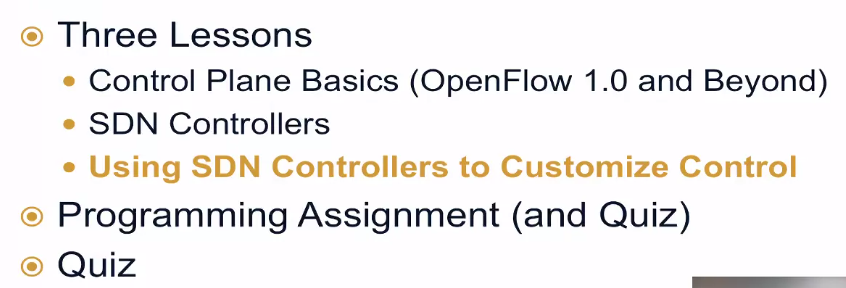 Three Lessons
Control Plane Basics (OpenFlow 1.0 and Beyond)
SDN Controllers
Using SDN Controllers to Customize Control
Programming Assignment (and Quiz)
Quiz